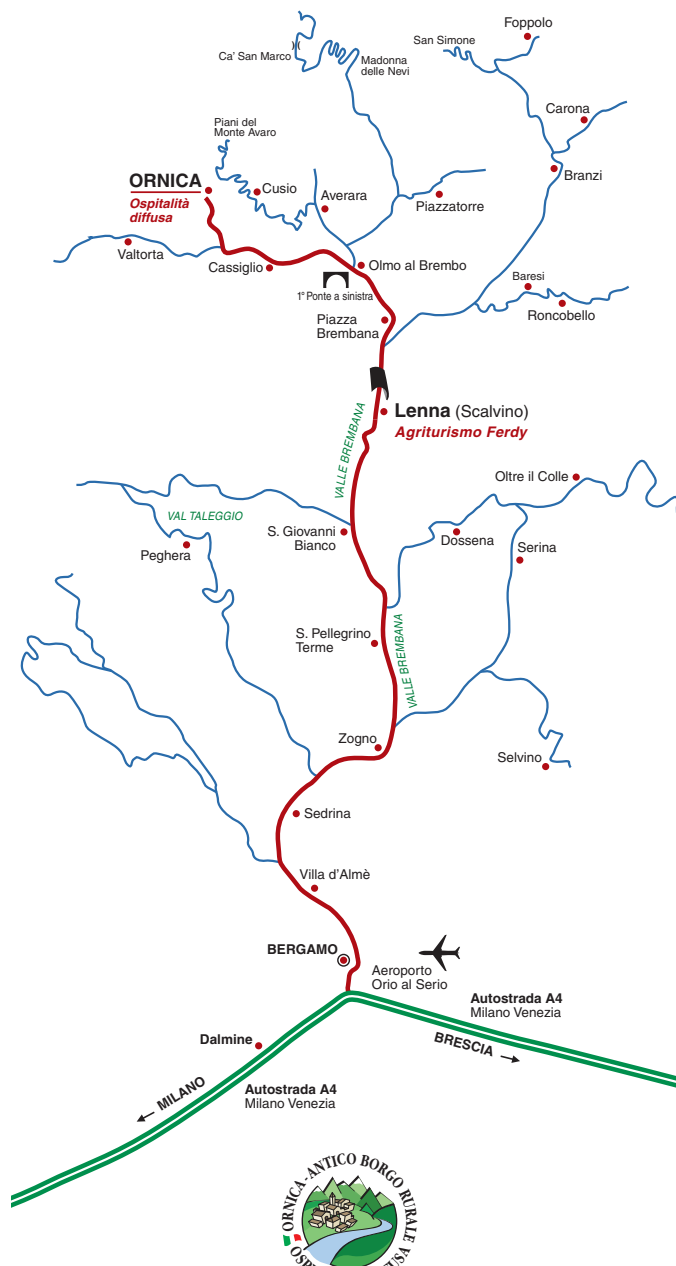 Foppolo
San Simone
Ca' San Marco
Madonna
delle Nevi
Carona
Piani del
Monte Avaro
Branzi
ORNICA
Ospitalità
diffusa
Cusio
Averara
Piazzatorre
Valtorta
Cassiglio
Olmo al Brembo
Baresi
1° Ponte a sinistra
Roncobello
Piazza
Brembana
Lenna (Scalvino)
Agriturismo Ferdy
VALLE BREMBANA
Oltre il Colle
VAL TALEGGIO
S. Giovanni
Bianco
Dossena
Serina
Peghera
S. Pellegrino
Terme
VALLE BREMBANA
Zogno
Selvino
Sedrina
Villa d'Almè
BERGAMO
Aeroporto
Orio al Serio
Autostrada A4
Milano Venezia
Dalmine
BRESCIA
MILANO
Autostrada A4
Milano Venezia
ORNICA - ANTICO BORGO RURALE